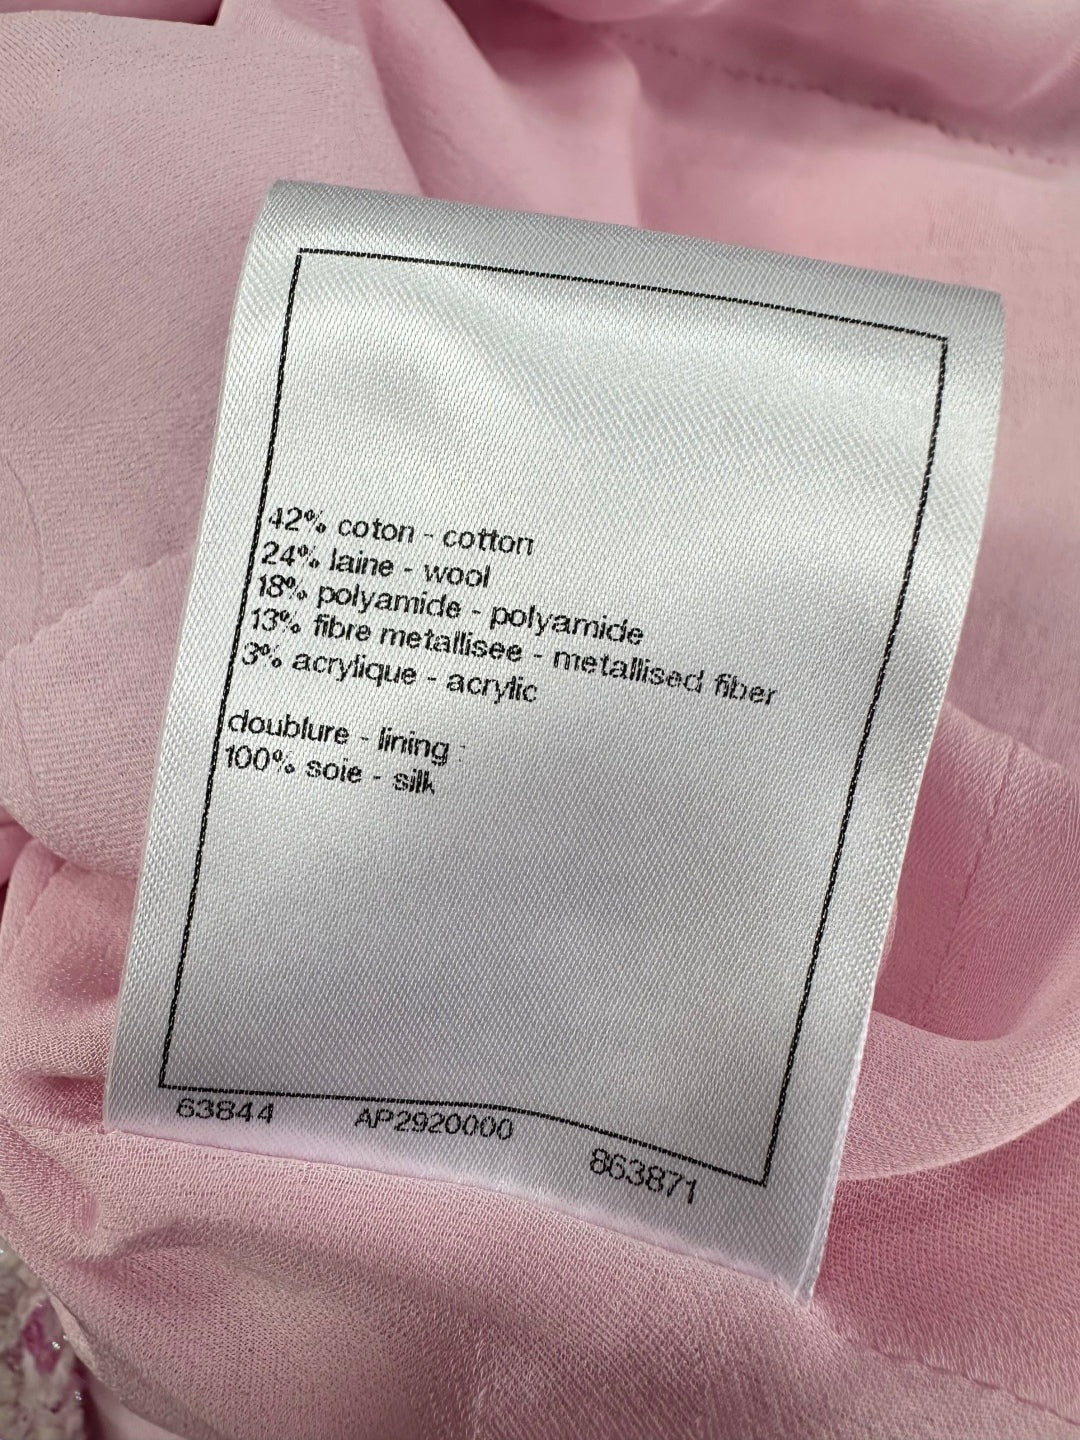 42% coton - cotton
24% laine - wool
18% polyamide - polyamide
13% fibre metallisee - metallised fiber
3% acrylique - acrylic
doublure - lining :
100% soie - silk
63844 AP2920000 863871